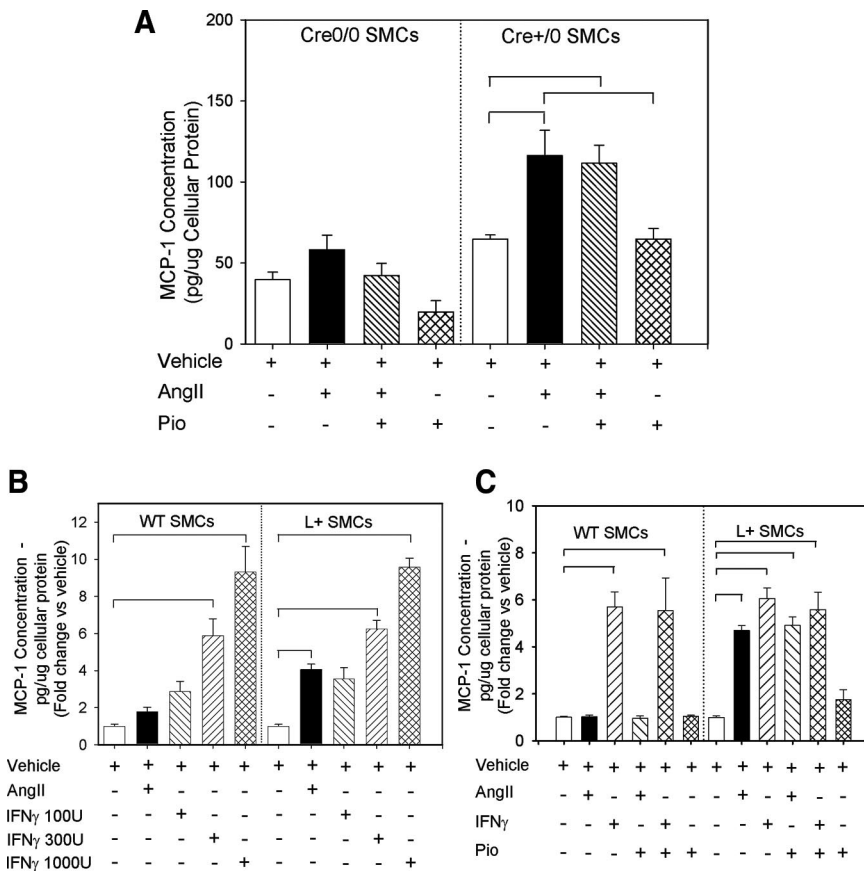 A
Cre0/0 SMCs Cre+/0 SMCs
MCP-1 Concentration
(pg/ug Cellular Protein)
200
150
100
50
0
Vehicle + + + + + + + +
AngII - + + - - + + -
Pio - - + + - - + +
B
WT SMCs L+ SMCs
MCP-1 Concentration -
pg/ug cellular protein
(Fold change vs vehicle)
12
10
8
6
4
2
0
Vehicle + + + + + + + + + +
AngII - + - - - - + - - -
IFNγ 100U - - + - - - - + - -
IFNγ 300U - - - + - - - - + -
IFNγ 1000U - - - - + - - - - +
C
WT SMCs L+ SMCs
MCP-1 Concentration -
pg/ug cellular protein
(Fold change vs vehicle)
10
8
6
4
2
0
Vehicle + + + + + + + + + + + +
AngII - + - + - - - + - + - -
IFNγ - - + - + - - - + - + -
Pio - - - + + + - - - + + +